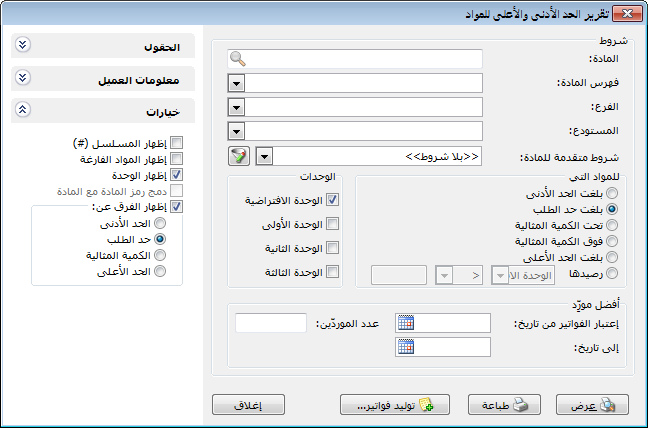 تقرير الحد الأدنى والأعلى للمواد
شروط
المادة:
فهرس المادة:
الفرع:
المستودع:
شروط متقدمة للمادة:
<<بلا شروط>>
للمواد التي
بلغت الحد الأدنى
بلغت حد الطلب
تحت الكمية المثالية
فوق الكمية المثالية
بلغت الحد الأعلى
رصيدها
الوحدة الا
>
الوحدات
الوحدة الافتراضية
الوحدة الأولى
الوحدة الثانية
الوحدة الثالثة
أفضل مورّد
إعتبار الفواتير من تاريخ:
عدد المورديّن:
إلى تاريخ:
عرض
طباعة
توليد فواتير...
إغلاق
الحقول
معلومات العميل
خيارات
إظهار المسلسل (#)
إظهار المواد الفارغة
إظهار الوحدة
دمج رمز المادة مع المادة
إظهار الفرق عن:
الحد الأدنى
حد الطلب
الكمية المثالية
الحد الأعلى